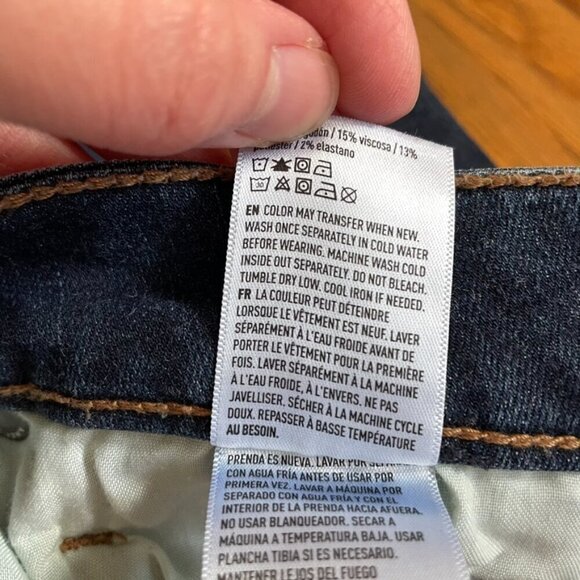 / 15% viscosa / 13%
/ 2% elastano
30
EN COLOR MAY TRANSFER WHEN NEW.
WASH ONCE SEPARATELY IN COLD WATER
BEFORE WEARING. MACHINE WASH COLD
INSIDE OUT SEPARATELY. DO NOT BLEACH.
TUMBLE DRY LOW. COOL IRON IF NEEDED.
FR LA COULEUR PEUT DÉTEINDRE
LORSQUE LE VÊTEMENT EST NEUF. LAVER
SÉPARÉMENT À L'EAU FROIDE AVANT DE
PORTER LE VÊTEMENT POUR LA PREMIÈRE
FOIS. LAVER SÉPARÉMENT À LA MACHINE
À L'EAU FROIDE, À L'ENVERS. NE PAS
JAVELLISER. SÉCHER À LA MACHINE CYCLE
DOUX. REPASSER À BASSE TEMPÉRATURE
AU BESOIN.
PRENDA ES NUEVA. LAVAR POR
CON AGUA FRÍA ANTES DE USAR POR
PRIMERA VEZ. LAVAR A MÁQUINA POR
SEPARADO CON AGUA FRÍA Y CON EL
INTERIOR DE LA PRENDA HACIA AFUERA.
NO USAR BLANQUEADOR. SECAR A
MÁQUINA A TEMPERATURA BAJA. USAR
PLANCHA TIBIA SI ES NECESARIO.
MANTENER LEJOS DEL FUEGO